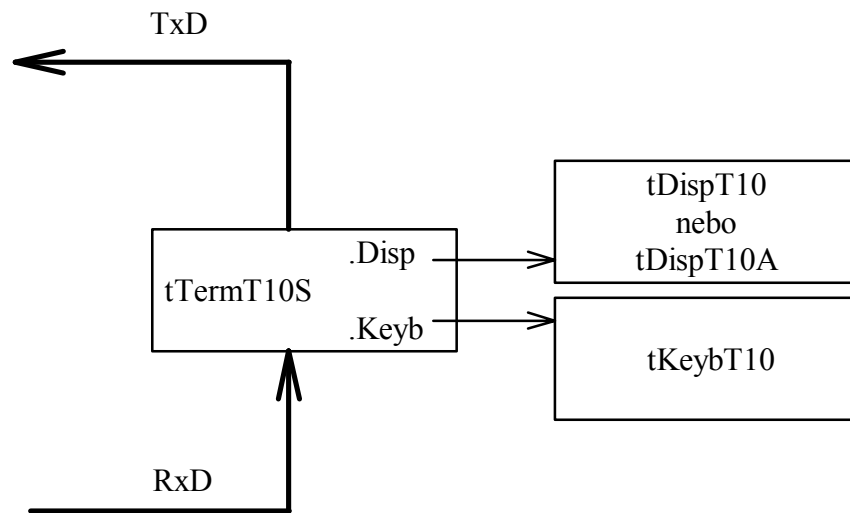 TxD
tDispT10
nebo
tDispT10A
.Disp
tTermT10S
.Keyb
tKeybT10
RxD